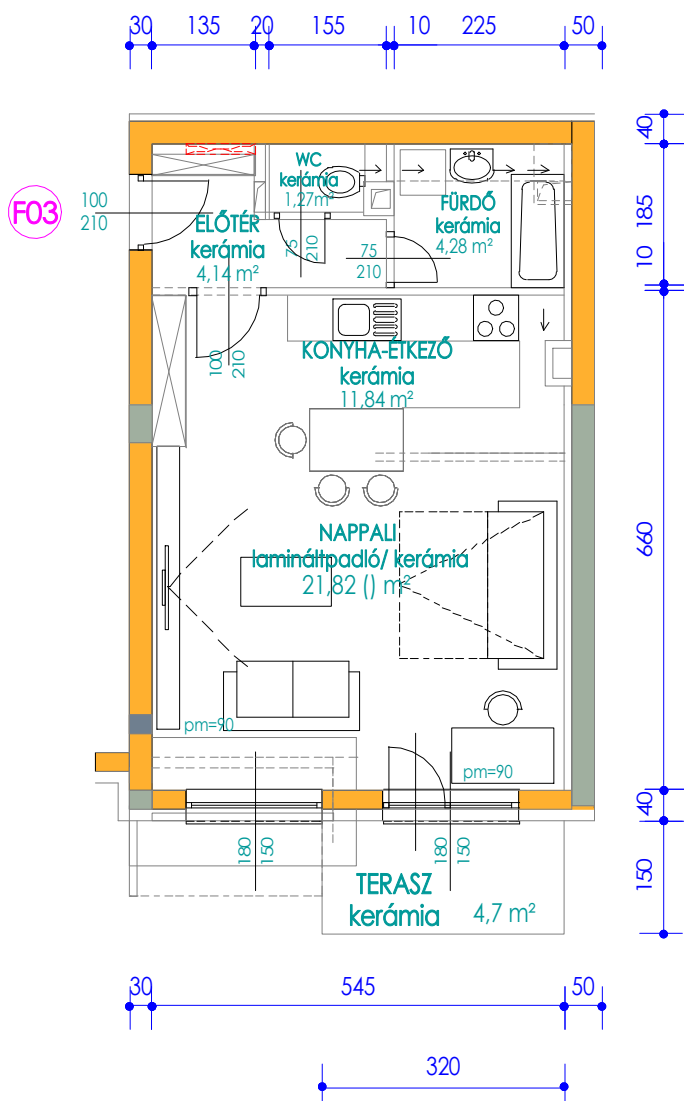 30 135 20 155 10 225 50
40
WC
kerámia
1,27m²
F03
100
210
ELŐTÉR
kerámia
4,14 m²
75
210
75
210
FÜRDŐ
kerámia
4,28 m²
185
10
100
210
KONYHA-ÉTKEZŐ
kerámia
11,84 m²
NAPPALI
lamináltpadló/ kerámia
21,82 () m²
660
pm=90
pm=90
40
180
150
180
150
150
TERASZ
kerámia 4,7 m²
30 545 50
320